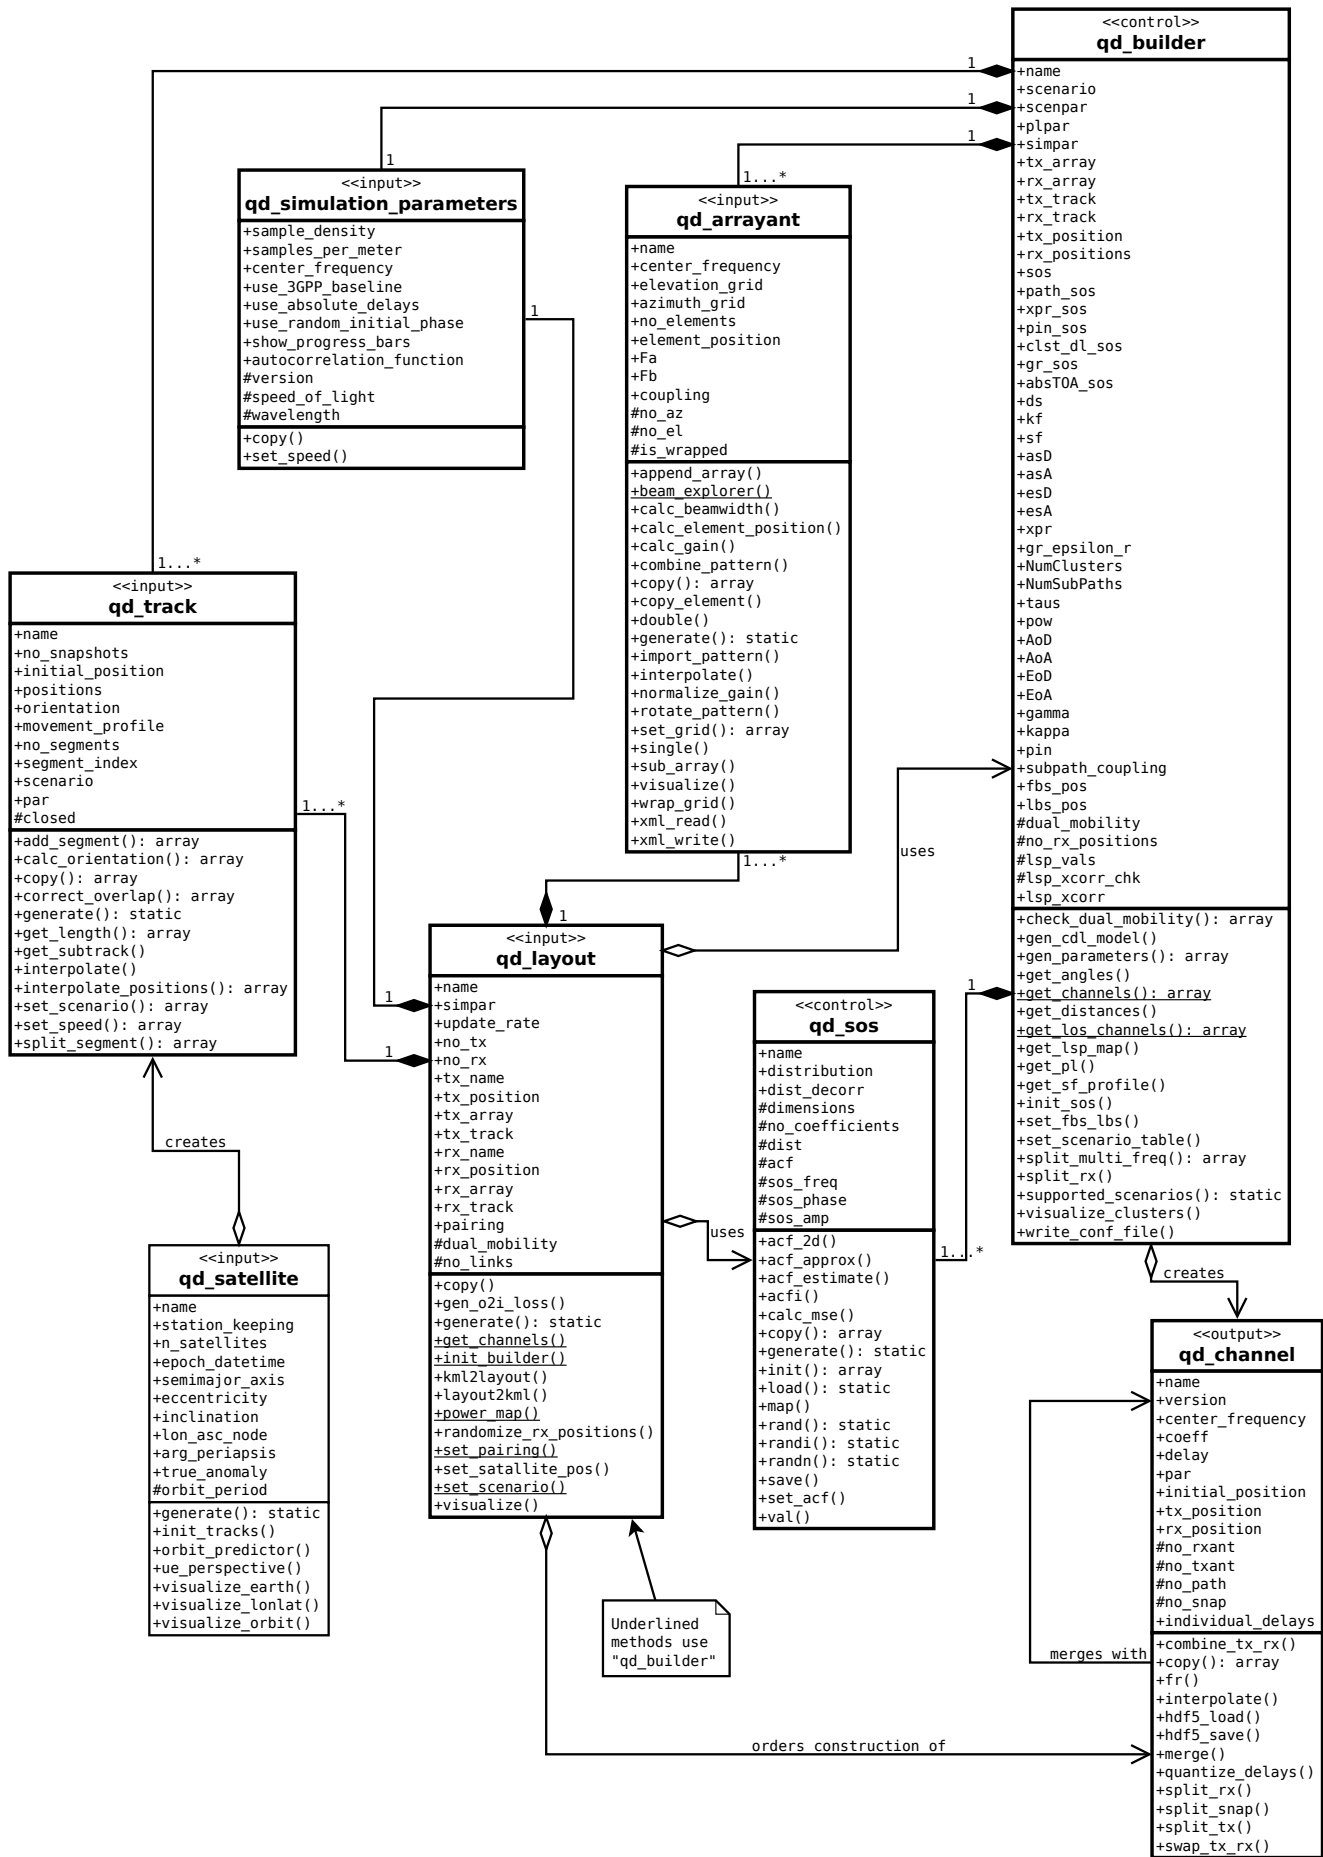 <<control>>
qd_builder
+name
+scenario
+scenpar
+plpar
+simpar
+tx_array
+rx_array
+tx_track
+rx_track
+tx_position
+rx_positions
+sos
+path_sos
+xpr_sos
+pin_sos
+clst_dl_sos
+gr_sos
+absTOA_sos
+ds
+kf
+sf
+asD
+asA
+esD
+esA
+xpr
+gr_epsilon_r
+NumClusters
+NumSubPaths
+taus
+pow
+AoD
+AoA
+EoD
+EoA
+gamma
+kappa
+pin
+subpath_coupling
+fbs_pos
+lbs_pos
#dual_mobility
#no_rx_positions
#lsp_vals
#lsp_xcorr_chk
+lsp_xcorr
+check_dual_mobility(): array
+gen_cdl_model()
+gen_parameters(): array
+get_angles()
+get_channels(): array
+get_distances()
+get_los_channels(): array
+get_lsp_map()
+get_pl()
+get_sf_profile()
+init_sos()
+set_fbs_lbs()
+set_scenario_table()
+split_multi_freq(): array
+split_rx()
+supported_scenarios(): static
+visualize_clusters()
+write_conf_file()
1
1
1
1
1...*
1...*
<<input>>
qd_simulation_parameters
+sample_density
+samples_per_meter
+center_frequency
+use_3GPP_baseline
+use_absolute_delays
+use_random_initial_phase
+show_progress_bars
+autocorrelation_function
#version
#speed_of_light
#wavelength
+copy()
+set_speed()
1
<<input>>
qd_arrayant
+name
+center_frequency
+elevation_grid
+azimuth_grid
+no_elements
+element_position
+Fa
+Fb
+coupling
#no_az
#no_el
#is_wrapped
+append_array()
+beam_explorer()
+calc_beamwidth()
+calc_element_position()
+calc_gain()
+combine_pattern()
+copy(): array
+copy_element()
+double()
+generate(): static
+import_pattern()
+interpolate()
+normalize_gain()
+rotate_pattern()
+set_grid(): array
+single()
+sub_array()
+visualize()
+wrap_grid()
+xml_read()
+xml_write()
1...*
1
uses
<<input>>
qd_track
+name
+no_snapshots
+initial_position
+positions
+orientation
+movement_profile
+no_segments
+segment_index
+scenario
+par
#closed
+add_segment(): array
+calc_orientation(): array
+copy(): array
+correct_overlap(): array
+generate(): static
+get_length(): array
+get_subtrack()
+interpolate()
+interpolate_positions(): array
+set_scenario(): array
+set_speed(): array
+split_segment(): array
1...*
1
1
creates
<<input>>
qd_layout
+name
+simpar
+update_rate
+no_tx
+no_rx
+tx_name
+tx_position
+tx_array
+tx_track
+rx_name
+rx_position
+rx_array
+rx_track
+pairing
#dual_mobility
#no_links
+copy()
+gen_o2i_loss()
+generate(): static
+get_channels()
+init_builder()
+kml2layout()
+layout2kml()
+power_map()
+randomize_rx_positions()
+set_pairing()
+set_satallite_pos()
+set_scenario()
+visualize()
uses
<<control>>
qd_sos
+name
+distribution
+dist_decorr
#dimensions
#no_coefficients
#dist
#acf
#sos_freq
#sos_phase
#sos_amp
+acf_2d()
+acf_approx()
+acf_estimate()
+acfi()
+calc_mse()
+copy(): array
+generate(): static
+init(): array
+load(): static
+map()
+rand(): static
+randi(): static
+randn(): static
+save()
+set_acf()
+val()
1
1...*
<<input>>
qd_satellite
+name
+station_keeping
+n_satellites
+epoch_datetime
+semimajor_axis
+eccentricity
+inclination
+lon_asc_node
+arg_periapsis
+true_anomaly
#orbit_period
+generate(): static
+init_tracks()
+orbit_predictor()
+ue_perspective()
+visualize_earth()
+visualize_lonlat()
+visualize_orbit()
Underlined
methods use
"qd_builder"
creates
<<output>>
qd_channel
+name
+version
+center_frequency
+coeff
+delay
+par
+initial_position
+tx_position
+rx_position
#no_rxant
#no_txant
#no_path
#no_snap
+individual_delays
+combine_tx_rx()
+copy(): array
+fr()
+interpolate()
+hdf5_load()
+hdf5_save()
+merge()
+quantize_delays()
+split_rx()
+split_snap()
+split_tx()
+swap_tx_rx()
merges with
orders construction of